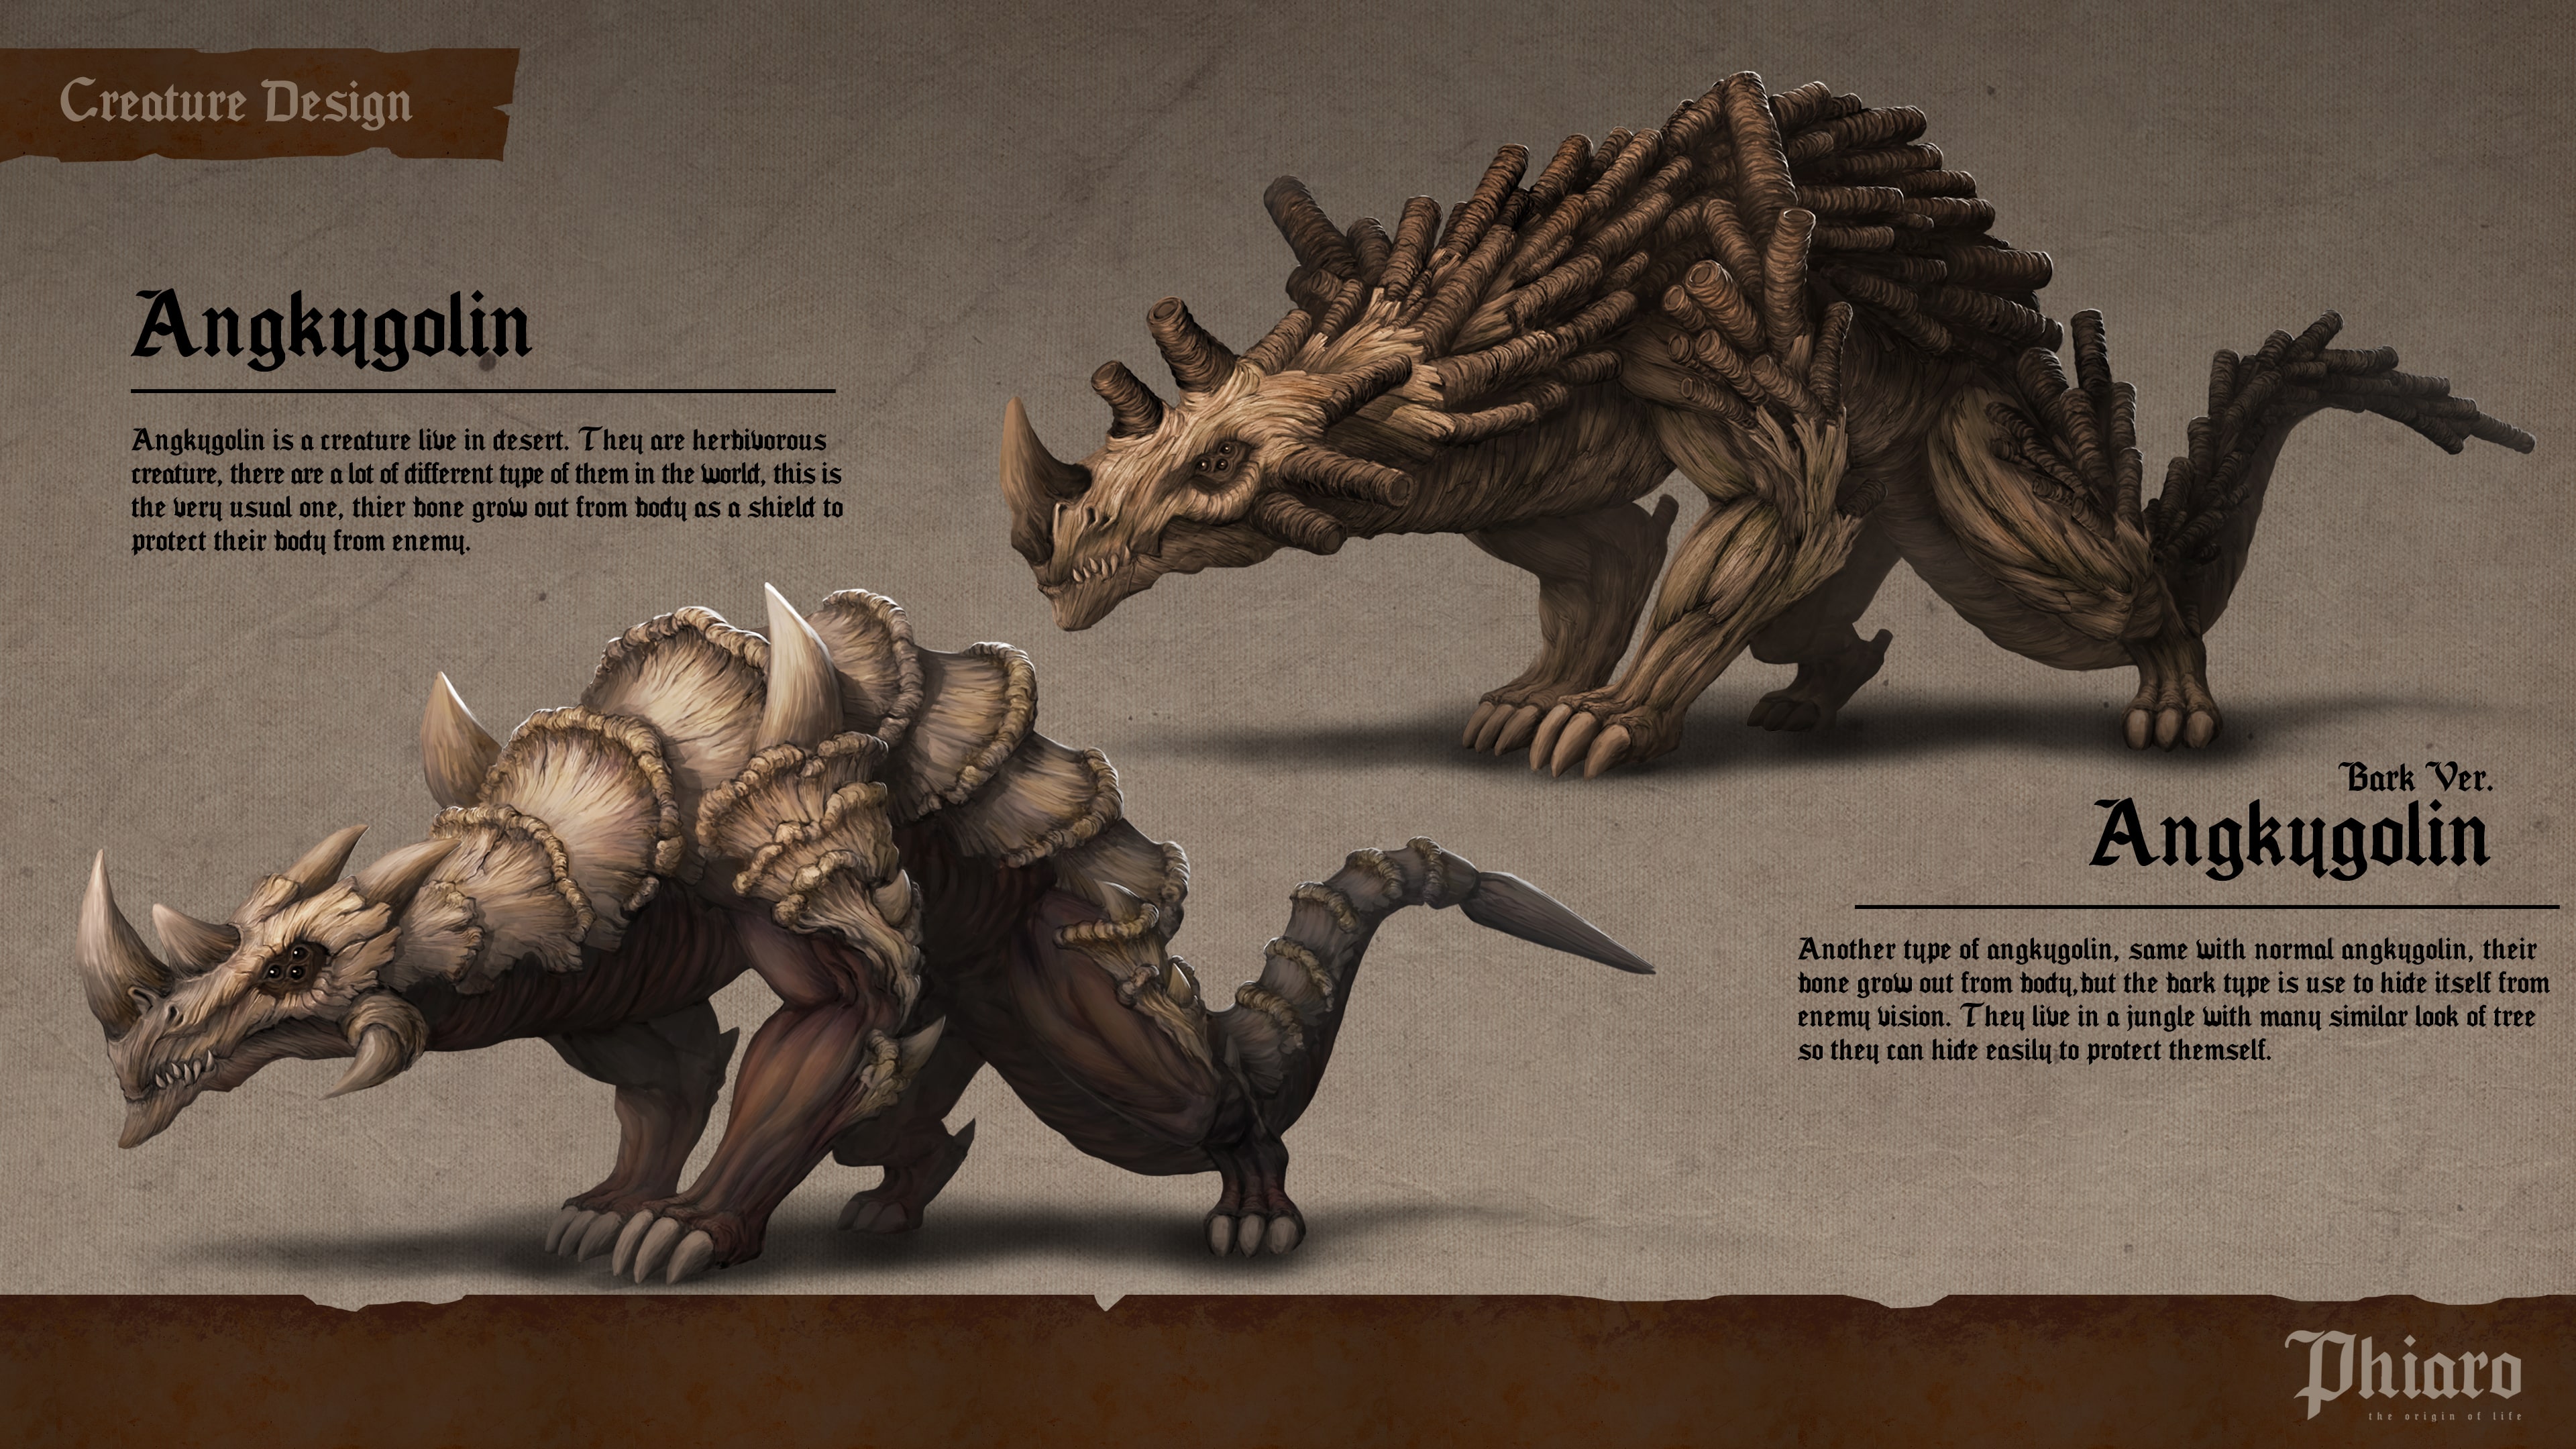 Creature Design
Angkygolin
Angkygolin is a creature live in desert. They are herbivorous
creature, there are a lot of different type of them in the world, this is
the very usual one, thier bone grow out from body as a shield to
protect their body from enemy.
Bark Ver.
Angkygolin
Another type of angkygolin, same with normal angkygolin, their
bone grow out from body,but the bark type is use to hide itself from
enemy vision. They live in a jungle with many similar look of tree
so they can hide easily to protect themself.
Phiaro
the origin of life